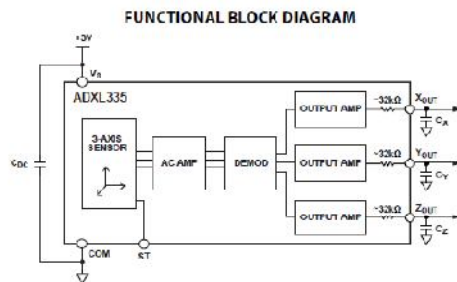 FUNCTIONAL BLOCK DIAGRAM
+3V
VS
ADXL335
3-AXIS
SENSOR
AC AMP
DEMOD
OUTPUT AMP
~32kΩ
XOUT
CX
OUTPUT AMP
~32kΩ
YOUT
CY
OUTPUT AMP
~32kΩ
ZOUT
CZ
CDC
COM
ST